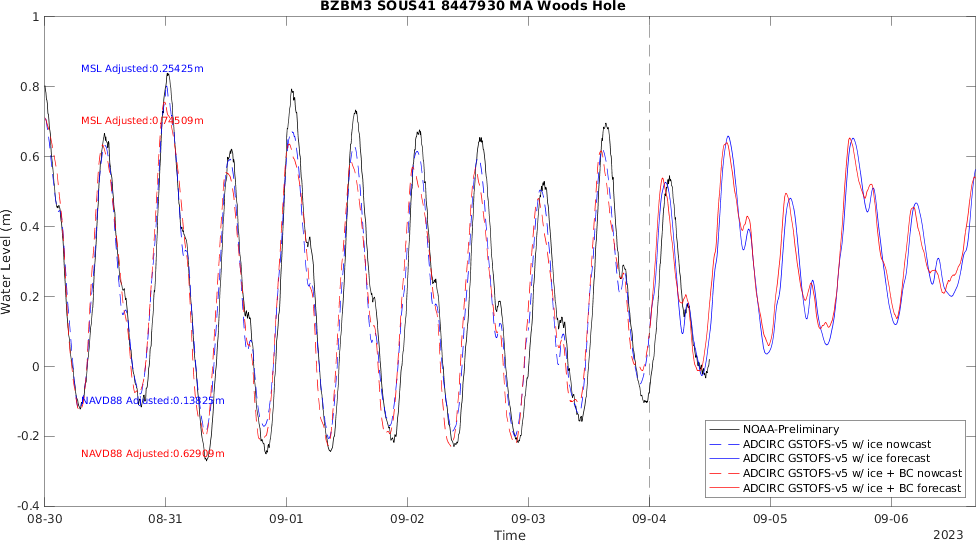 BZBM3 SOUS41 8447930 MA Woods Hole
1
0.8
0.6
0.4
0.2
0
-0.2
-0.4
Water Level (m)
MSL Adjusted:0.25425m
MSL Adjusted:0.74509m
NAVD88 Adjusted:0.13825m
NAVD88 Adjusted:0.62909m
NOAA-Preliminary
ADCIRC GSTOFS-v5 w/ ice nowcast
ADCIRC GSTOFS-v5 w/ ice forecast
ADCIRC GSTOFS-v5 w/ ice + BC nowcast
ADCIRC GSTOFS-v5 w/ ice + BC forecast
08-30 08-31 09-01 09-02 09-03 09-04 09-05 09-06
Time
2023